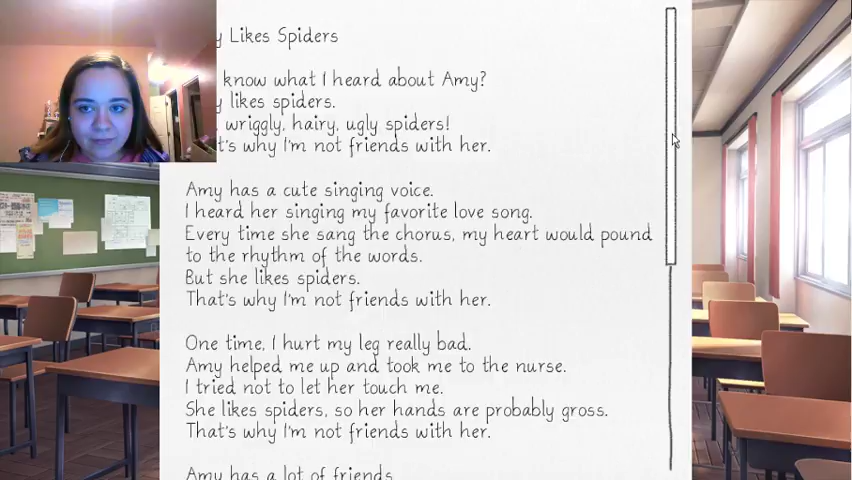 Likes Spiders
know what I heard about Amy?
likes spiders.
wriggly, hairy, ugly spiders!
t's why I'm not friends with her.
Amy has a cute singing voice.
I heard her singing my favorite love song.
Every time she sang the chorus, my heart would pound
to the rhythm of the words.
But she likes spiders.
That's why I'm not friends with her.
One time, I hurt my leg really bad.
Amy helped me up and took me to the nurse.
I tried not to let her touch me.
She likes spiders, so her hands are probably gross.
That's why I'm not friends with her.
Amy has a lot of friends